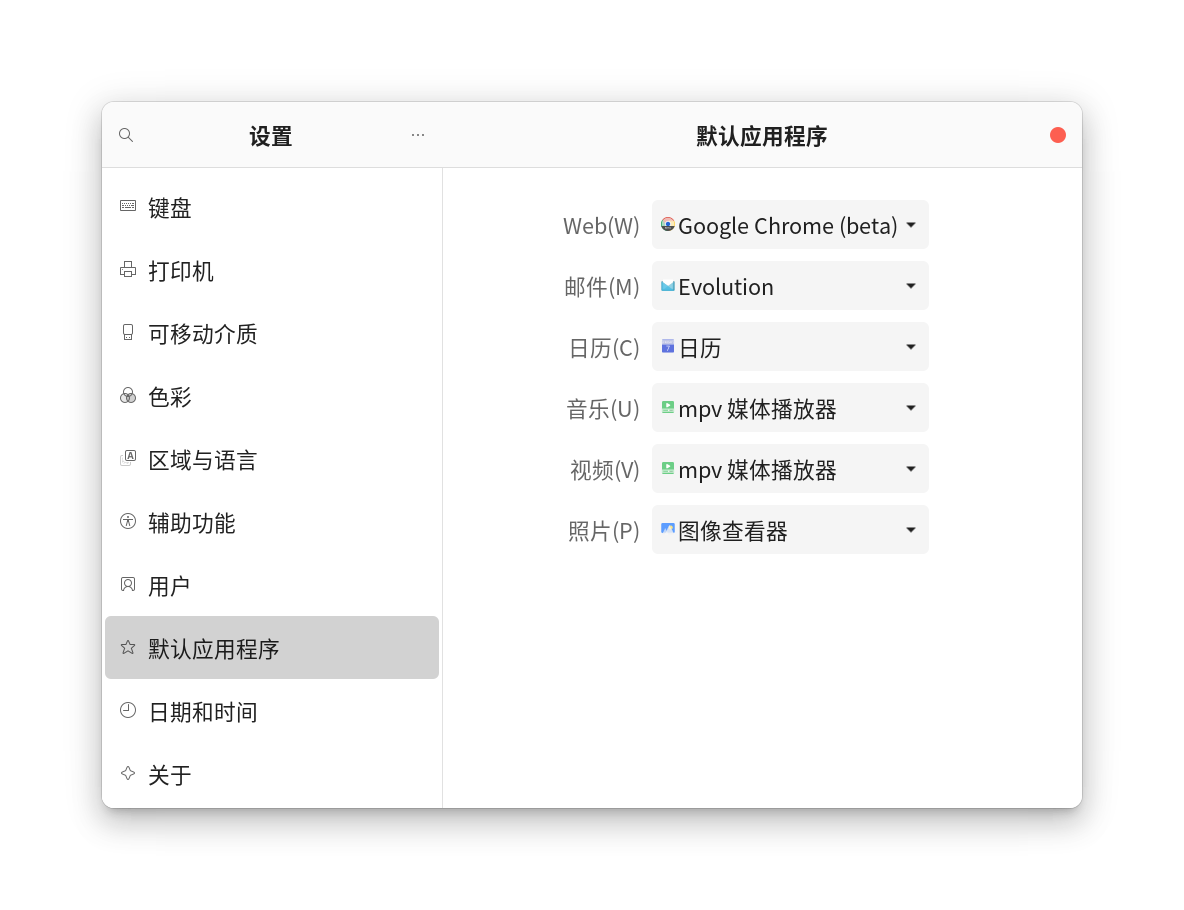 设置
默认应用程序
键盘
打印机
可移动介质
色彩
区域与语言
辅助功能
用户
默认应用程序
日期和时间
关于
Web(W) Google Chrome (beta)
邮件(M) Evolution
日历(C) 日历
音乐(U) mpv 媒体播放器
视频(V) mpv 媒体播放器
照片(P) 图像查看器